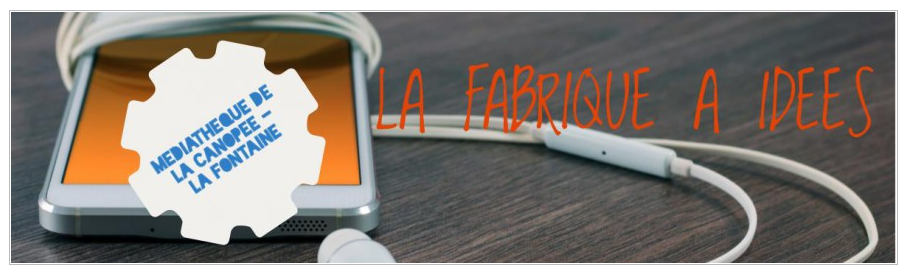 MEDIATHEQUE DE
LA CANOPEE -
LA FONTAINE
LA FABRIQUE A IDEES